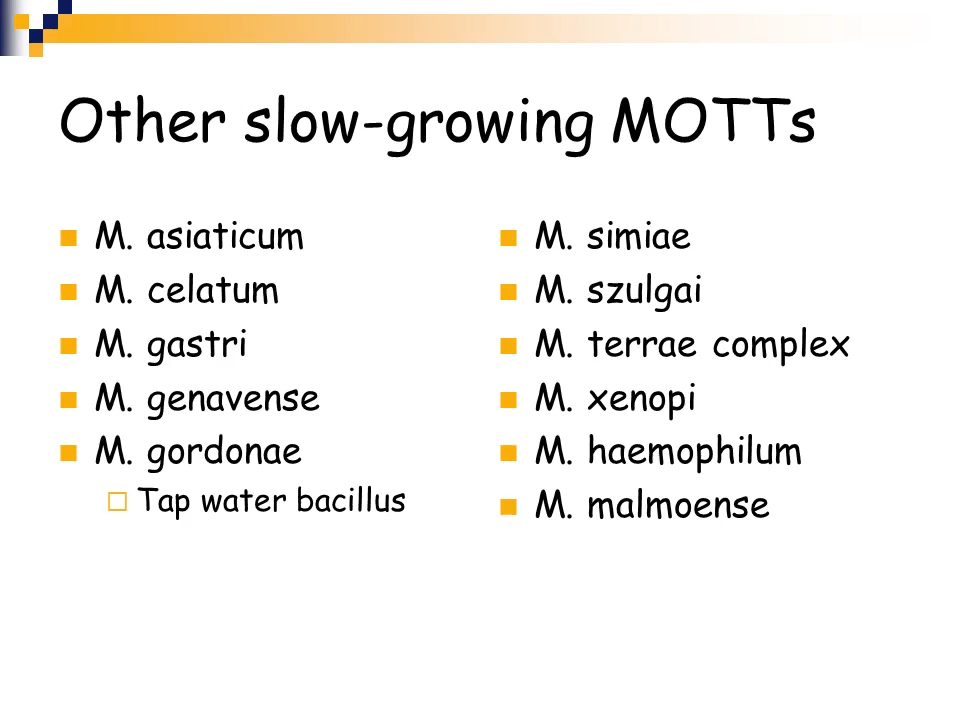 Other slow-growing MOTTs
M. asiaticum
M. celatum
M. gastri
M. genavense
M. gordonae
Tap water bacillus
M. simiae
M. szulgai
M. terrae complex
M. xenopi
M. haemophilum
M. malmoense